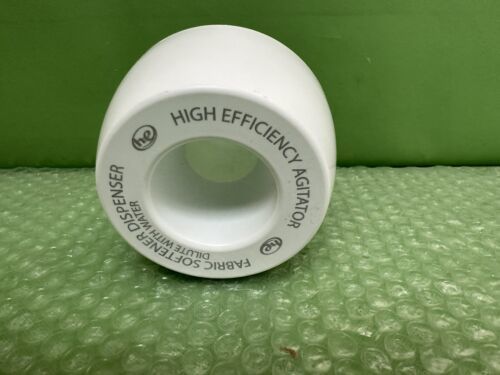 he
HIGH EFFICIENCY AGITATOR
he
FABRIC SOFTENER DISPENSER
DILUTE WITH WATER